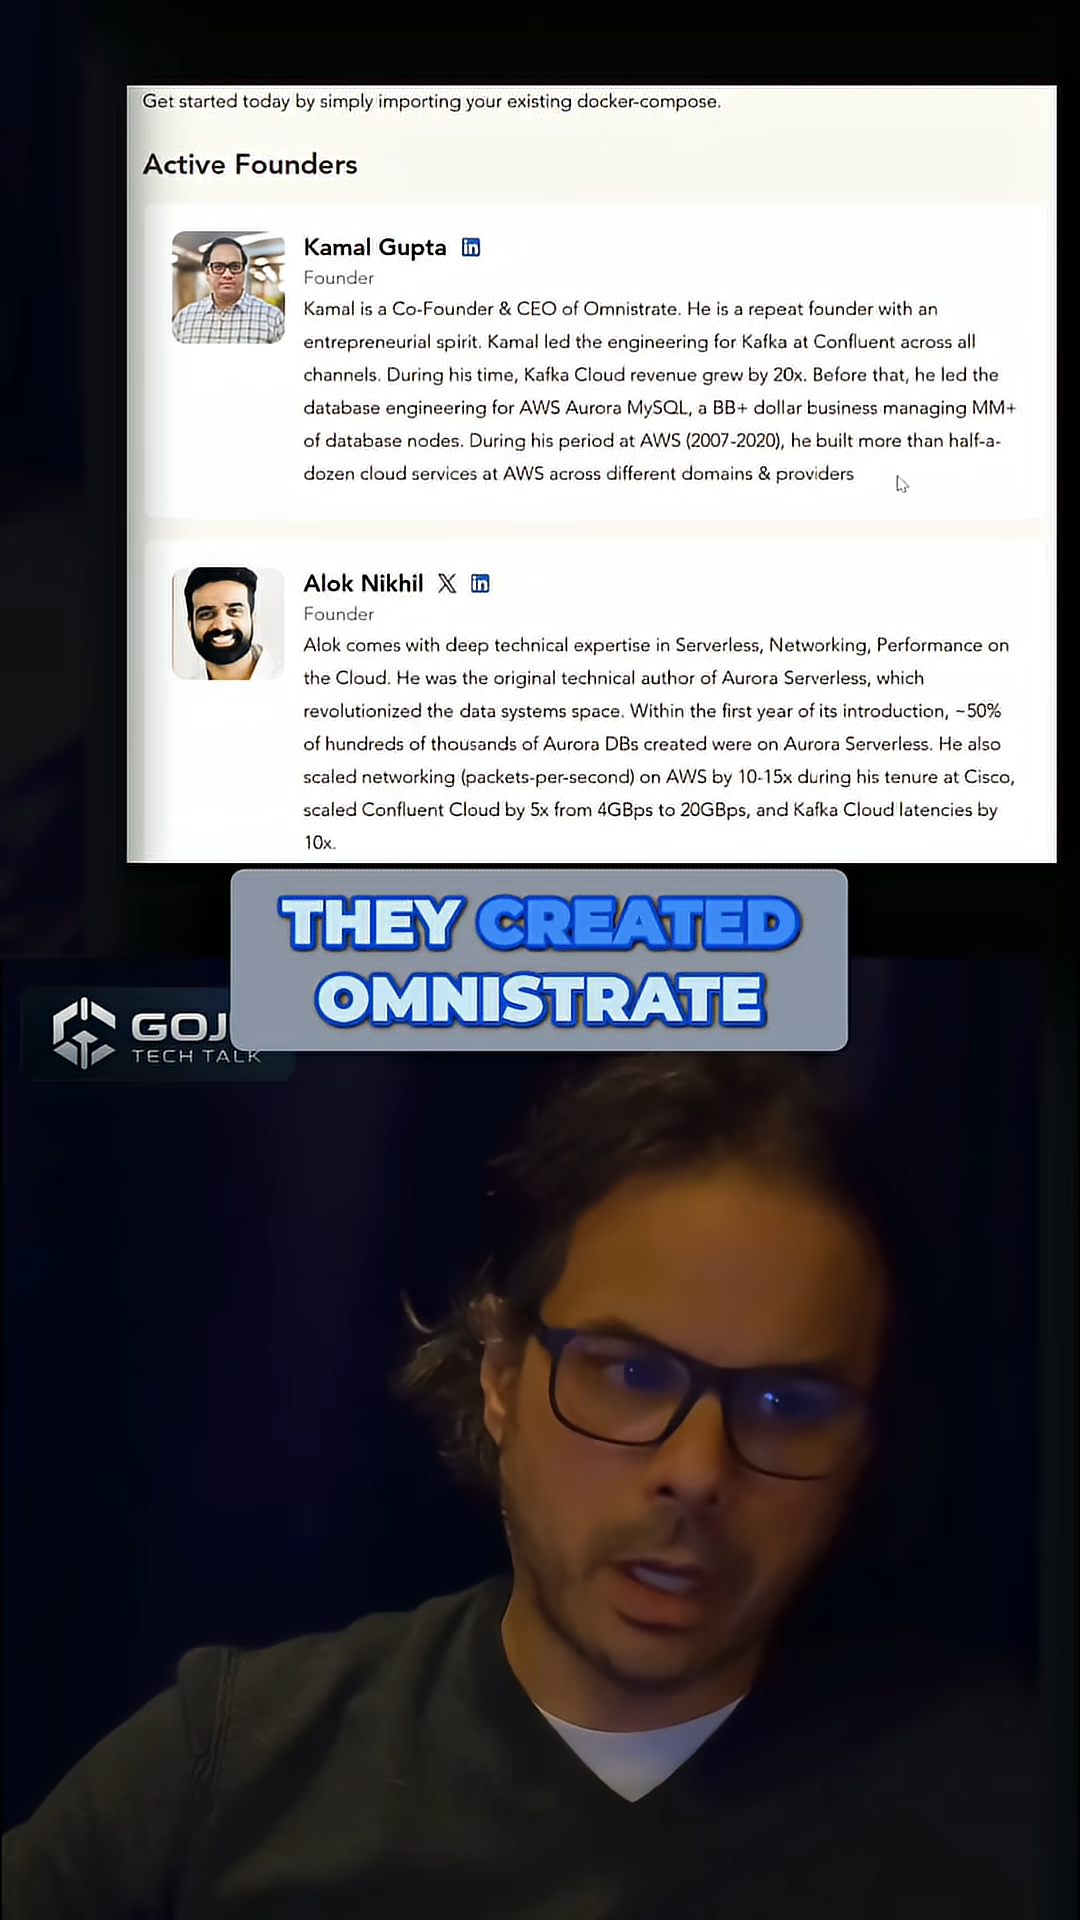 Get started today by simply importing your existing docker-compose.
Active Founders
Kamal Gupta in
Founder
Kamal is a Co-Founder & CEO of Omnistrate. He is a repeat founder with an
entrepreneurial spirit. Kamal led the engineering for Kafka at Confluent across all
channels. During his time, Kafka Cloud revenue grew by 20x. Before that, he led the
database engineering for AWS Aurora MySQL, a BB+ dollar business managing MM+
of database nodes. During his period at AWS (2007-2020), he built more than half-a-
dozen cloud services at AWS across different domains & providers
Alok Nikhil X in
Founder
Alok comes with deep technical expertise in Serverless, Networking, Performance on
the Cloud. He was the original technical author of Aurora Serverless, which
revolutionized the data systems space. Within the first year of its introduction, ~50%
of hundreds of thousands of Aurora DBs created were on Aurora Serverless. He also
scaled networking (packets-per-second) on AWS by 10-15x during his tenure at Cisco,
scaled Confluent Cloud by 5x from 4GBps to 20GBps, and Kafka Cloud latencies by
10x.
THEY CREATED
OMNISTRATE
TECH TALK